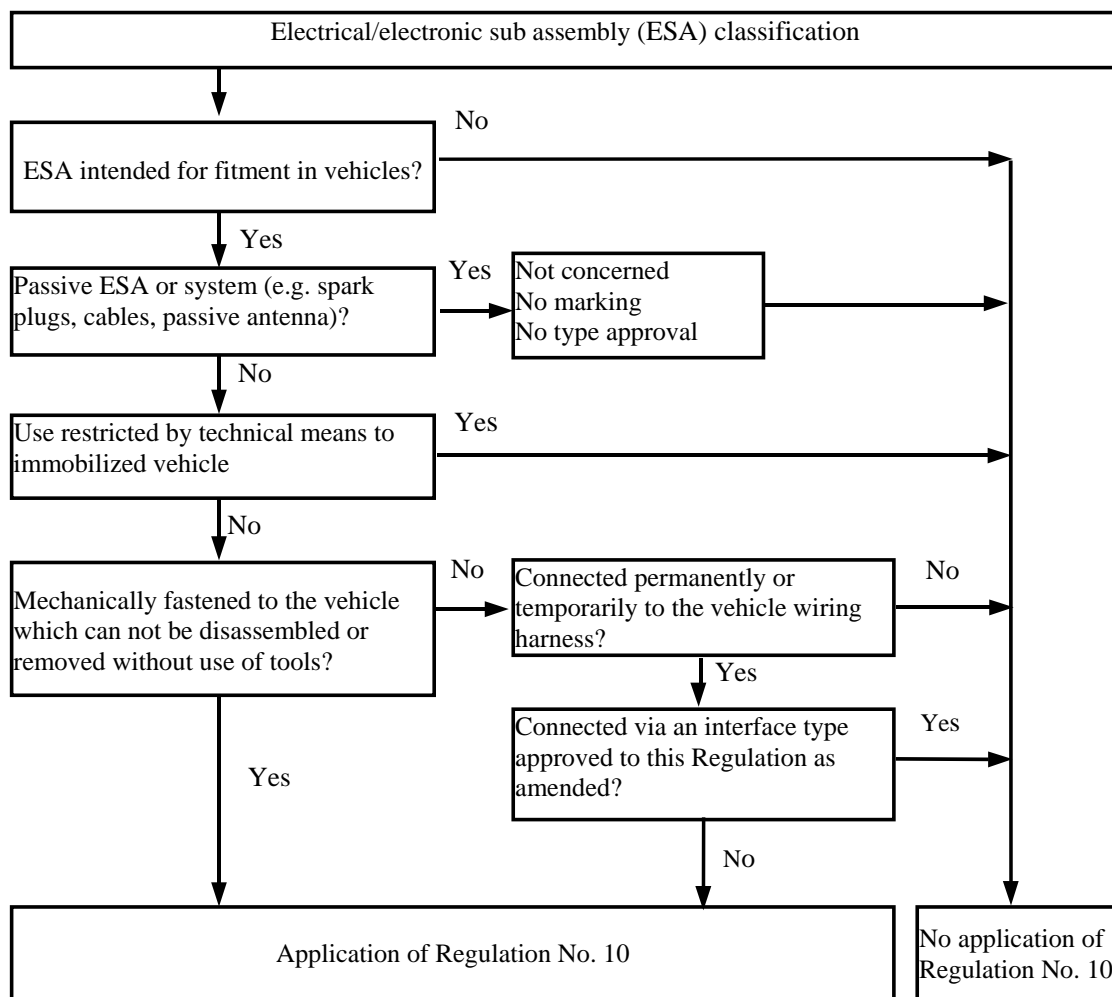 Electrical/electronic sub assembly (ESA) classification
No
ESA intended for fitment in vehicles?
Yes
Yes
Passive ESA or system (e.g. spark
plugs, cables, passive antenna)?
Not concerned
No marking
No type approval
No
Use restricted by technical means to
immobilized vehicle
Yes
No
Mechanically fastened to the vehicle
which can not be disassembled or
removed without use of tools?
No
Connected permanently or
temporarily to the vehicle wiring
harness?
No
Yes
Connected via an interface type
approved to this Regulation as
amended?
Yes
Yes
No
Application of Regulation No. 10
No application of
Regulation No. 10